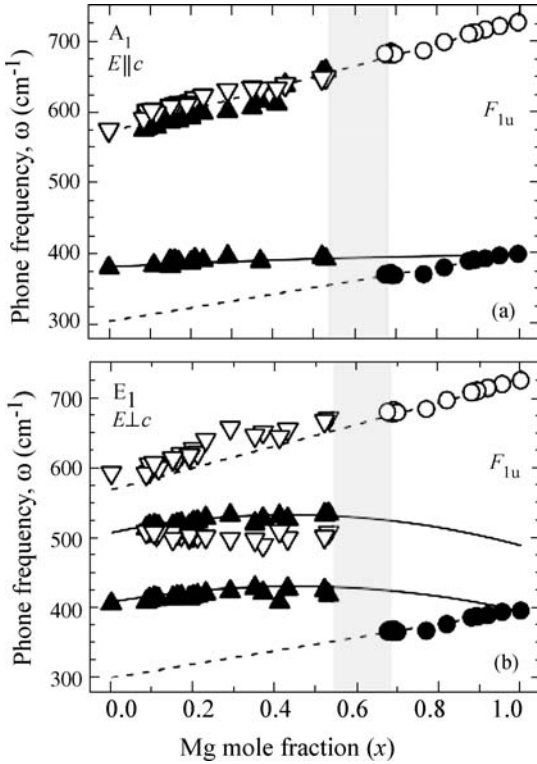 A1
E∥c
700
600
500
400
300
F1u
(a)
Phone frequency, ω (cm⁻¹)
E1
E⊥c
700
600
500
400
300
F1u
(b)
Phone frequency, ω (cm⁻¹)
0.0 0.2 0.4 0.6 0.8 1.0
Mg mole fraction (x)